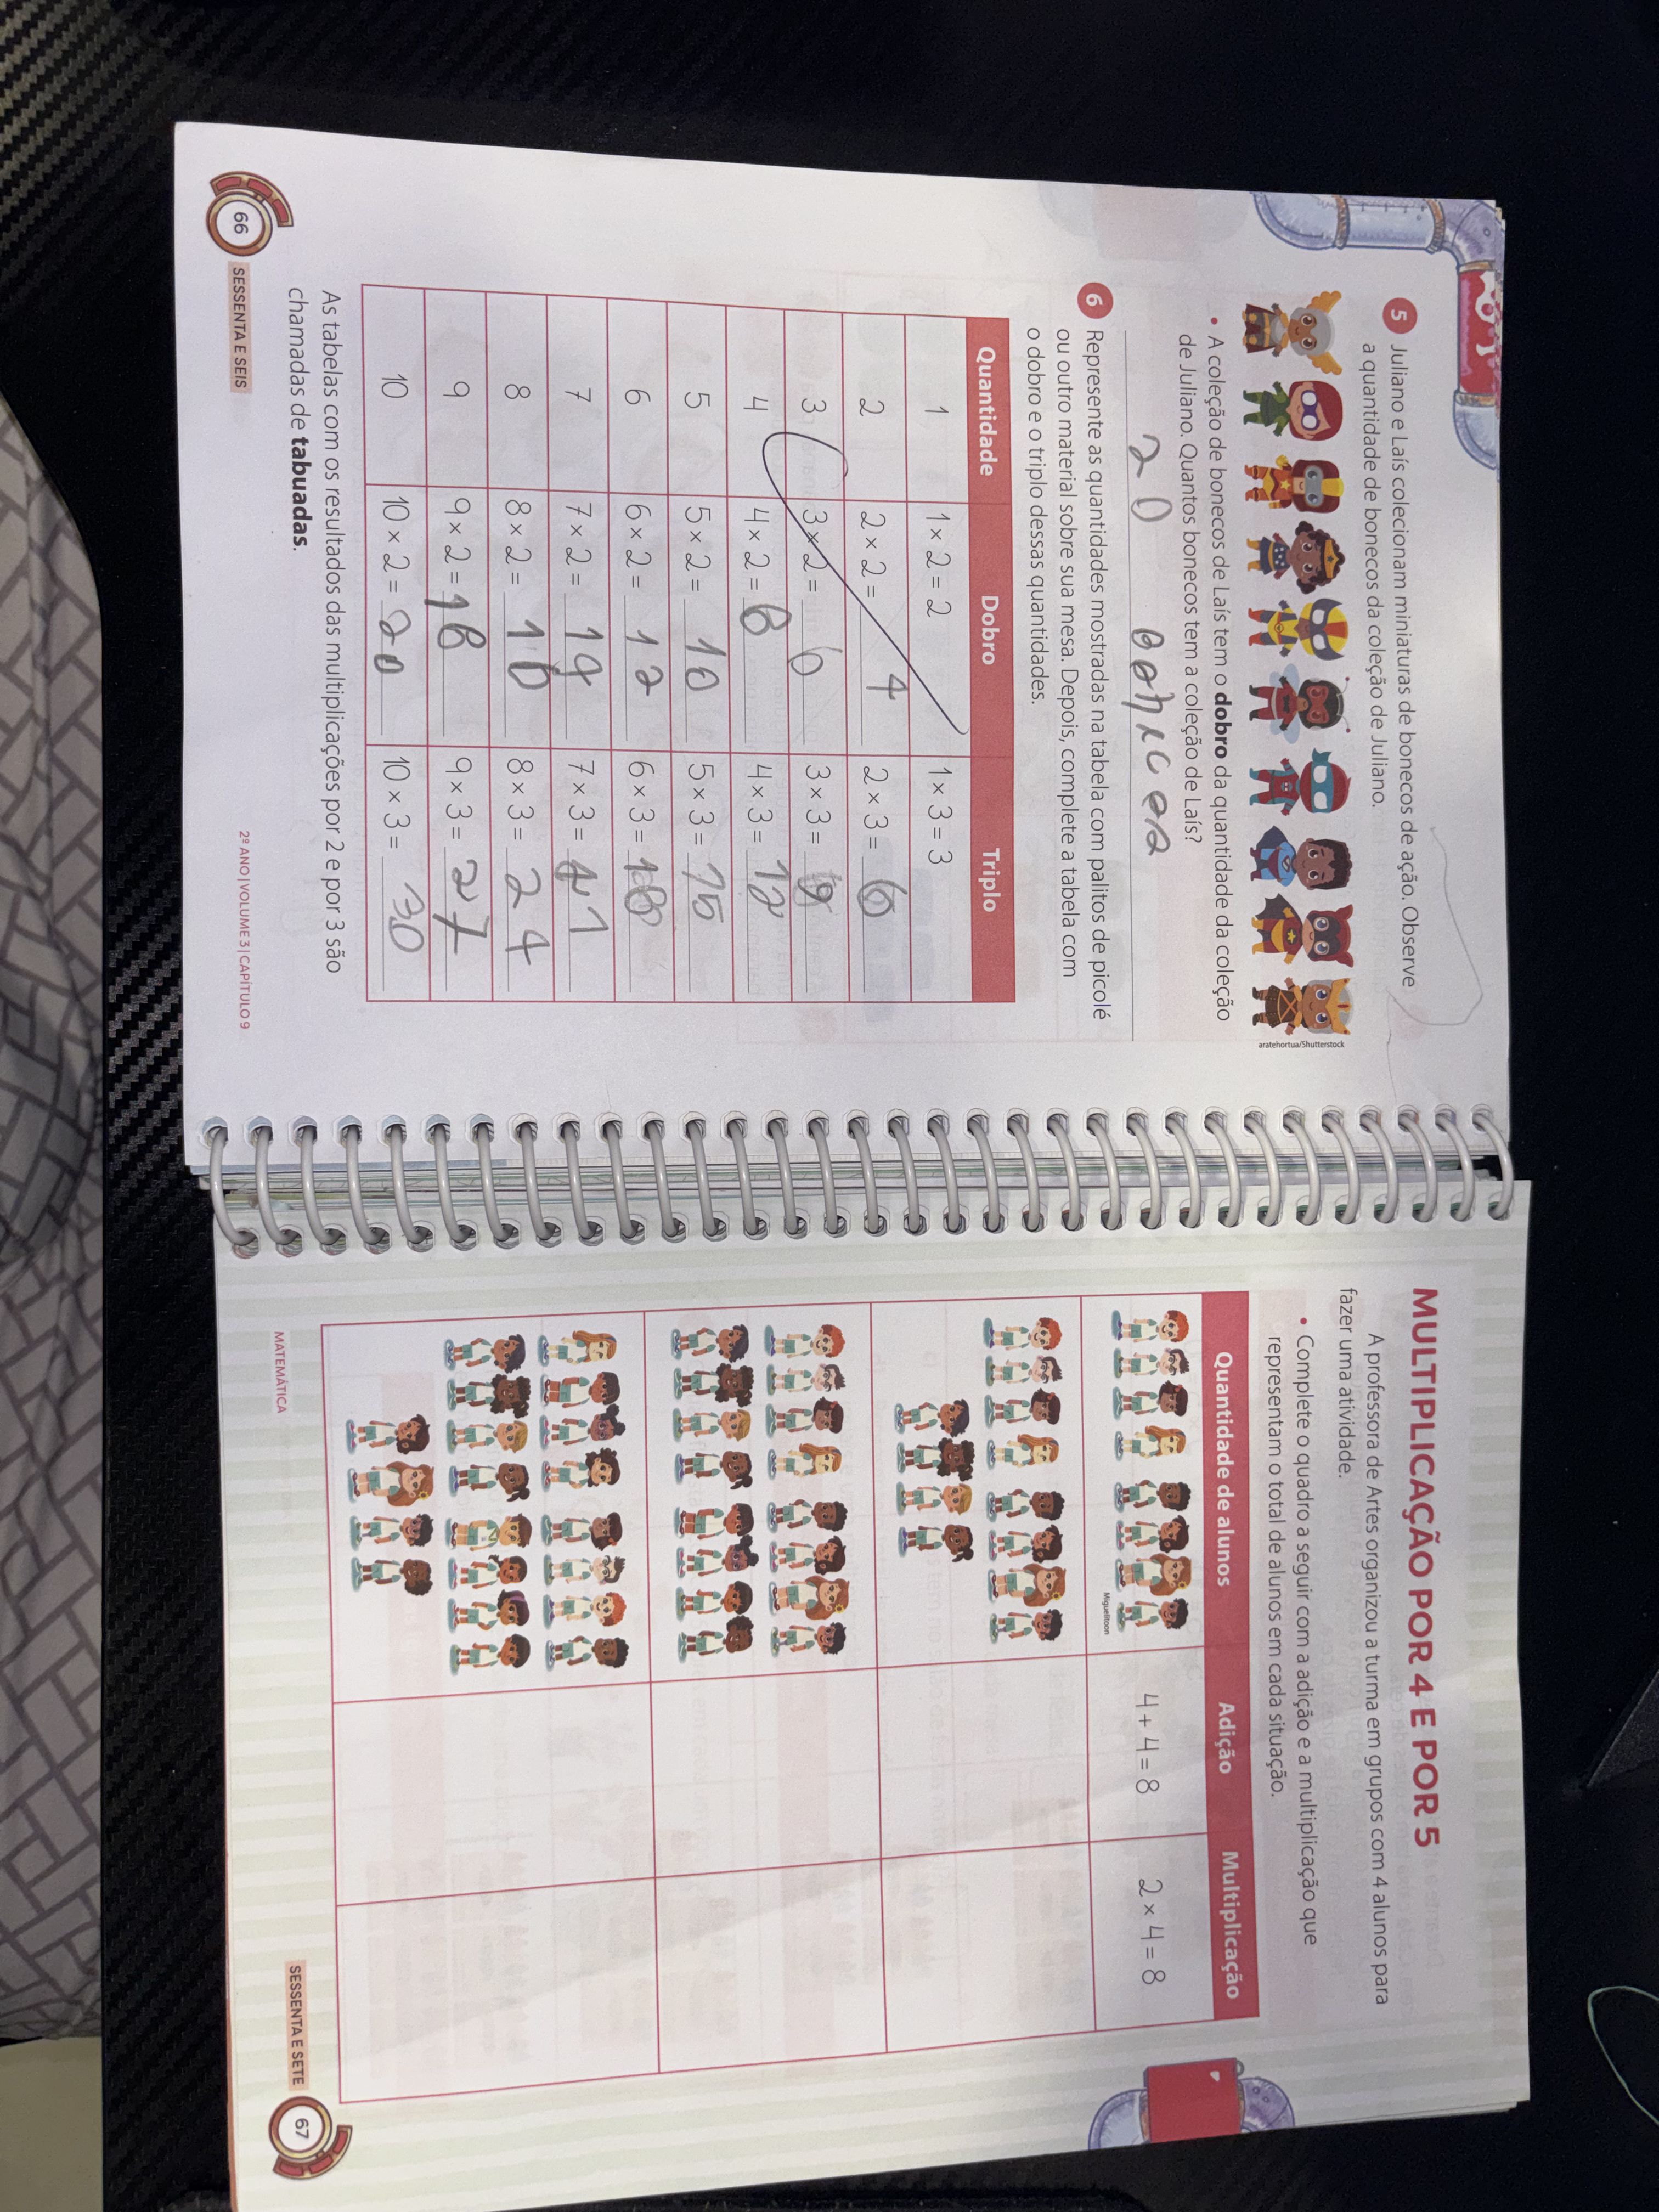 5 Juliano e Laís colecionam miniaturas de bonecos de ação. Observe
a quantidade de bonecos da coleção de Juliano.
aratehortua/Shutterstock
• A coleção de bonecos de Laís tem o dobro da quantidade da coleção
de Juliano. Quantos bonecos tem a coleção de Laís?
20
6 Represente as quantidades mostradas na tabela com palitos de picolé
ou outro material sobre sua mesa. Depois, complete a tabela com
o dobro e o triplo dessas quantidades.
Quantidade Dobro Triplo
1 1 × 2 = 2 1 × 3 = 3
2 2 × 2 = 4 2 × 3 = 6
3 3 × 2 = 6 3 × 3 = 9
4 4 × 2 = 8 4 × 3 = 12
5 5 × 2 = 10 5 × 3 = 15
6 6 × 2 = 12 6 × 3 = 18
7 7 × 2 = 7 × 3 =
8 8 × 2 = 16 8 × 3 = 24
9 9 × 2 = 18 9 × 3 = 27
10 10 × 2 = 20 10 × 3 = 30
As tabelas com os resultados das multiplicações por 2 e por 3 são
chamadas de tabuadas.
66 SESSENTA E SEIS
2º ANO | VOLUME 3 | CAPÍTULO 9
MULTIPLICAÇÃO POR 4 E POR 5
A professora de Artes organizou a turma em grupos com 4 alunos para
fazer uma atividade.
• Complete o quadro a seguir com a adição e a multiplicação que
representam o total de alunos em cada situação.
Quantidade de alunos Adição Multiplicação
4 + 4 = 8 2 × 4 = 8
Migueltoon
MATEMÁTICA
SESSENTA E SETE 67